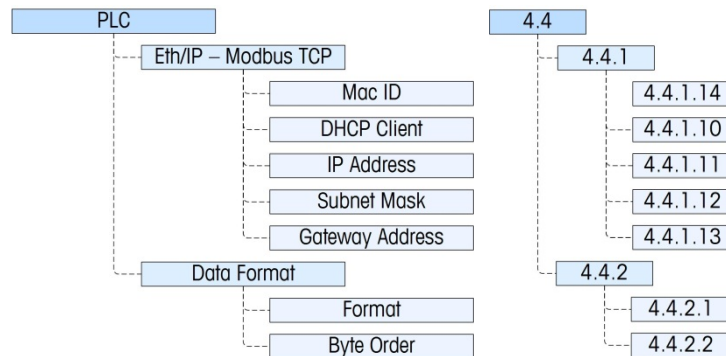 PLC 4.4
Eth/IP – Modbus TCP 4.4.1
Mac ID 4.4.1.14
DHCP Client 4.4.1.10
IP Address 4.4.1.11
Subnet Mask 4.4.1.12
Gateway Address 4.4.1.13
Data Format 4.4.2
Format 4.4.2.1
Byte Order 4.4.2.2